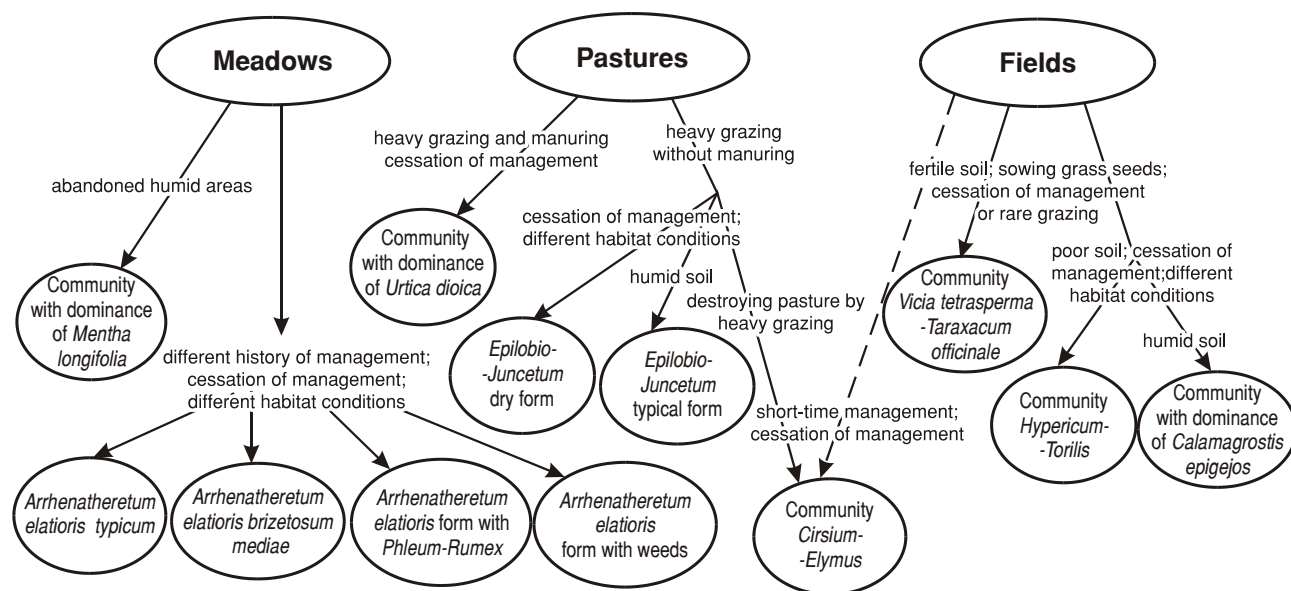 Meadows
Pastures
Fields
abandoned humid areas
heavy grazing and manuring
cessation of management
heavy grazing
without manuring
fertile soil; sowing grass seeds;
cessation of management
or rare grazing
Community
with dominance
of Mentha
longifolia
Community
with dominance
of Urtica dioica
cessation of management;
different habitat conditions
humid soil
destroying pasture by
heavy grazing
Community
Vicia tetrasperma
-Taraxacum
officinale
poor soil; cessation of
management;different
habitat conditions
humid soil
different history of management;
cessation of management;
different habitat conditions
Epilobio-
-Juncetum
dry form
Epilobio-
Juncetum
typical form
short-time management;
cessation of management
Community
Hypericum-
-Torilis
Community
with dominance
of Calamagrostis
epigejos
Arrhenatheretum
elatioris typicum
Arrhenatheretum
elatioris brizetosum
mediae
Arrhenatheretum
elatioris form with
Phleum-Rumex
Arrhenatheretum
elatioris
form with weeds
Community
Cirsium-
-Elymus